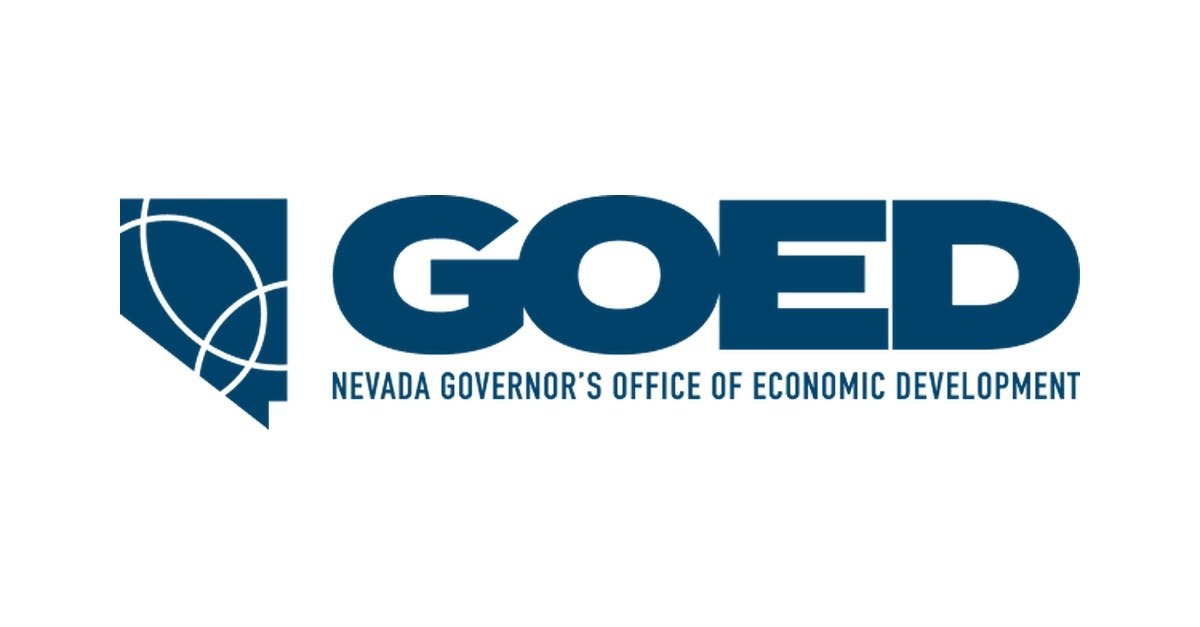 GOED
NEVADA GOVERNOR’S OFFICE OF ECONOMIC DEVELOPMENT